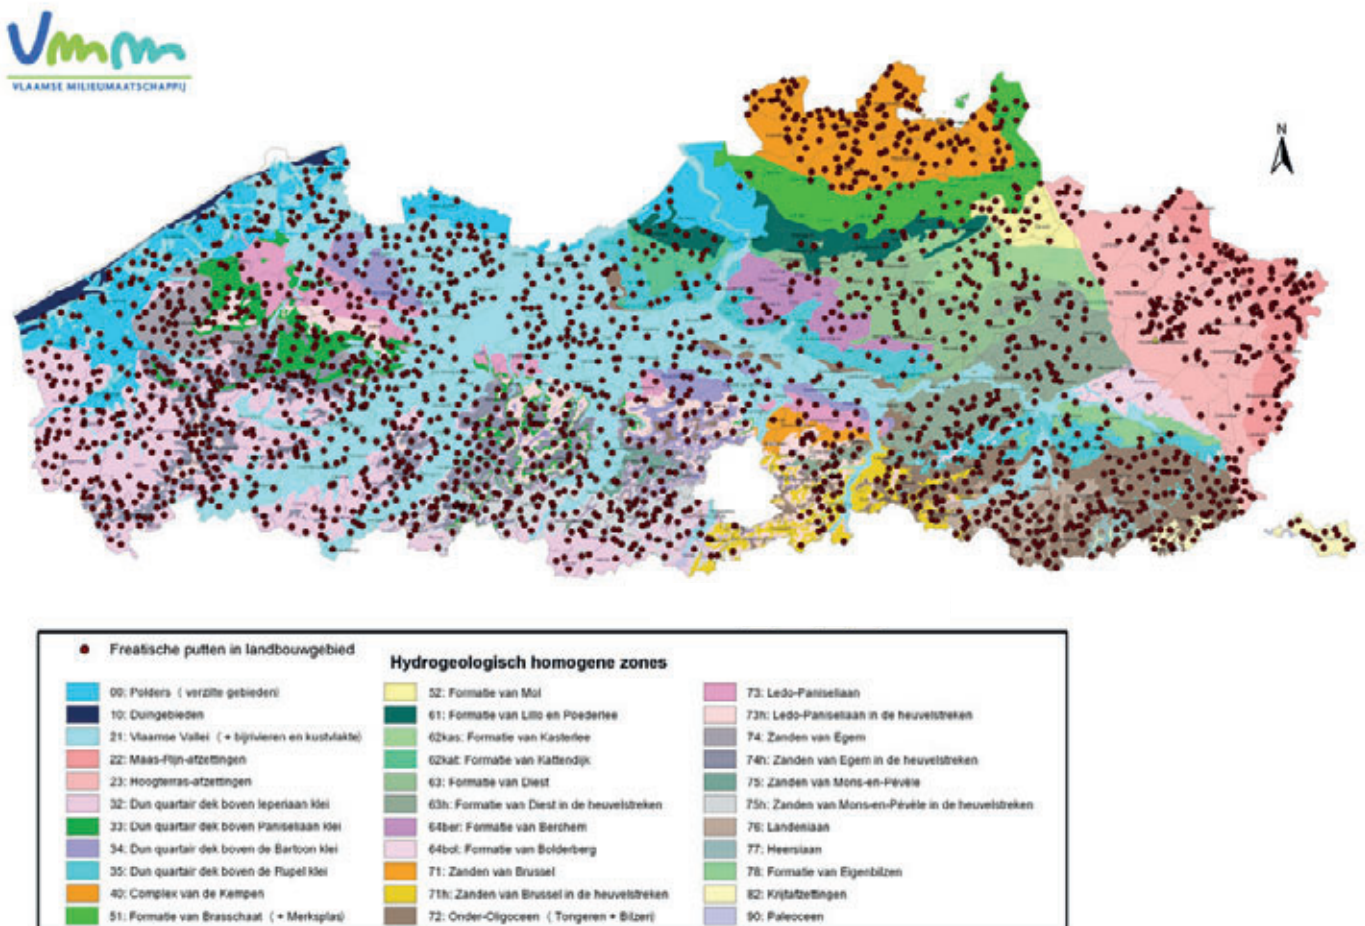 Vmm
VLAAMSE MILIEUMAATSCHAPPIJ
N
Freatische putten in landbouwgebied
Hydrogeologisch homogene zones
00: Polders ( verzilte gebieden)
10: Duingebieden
21: Vlaamse Vallei ( + bijrivieren en kustvlakte)
22: Maas-Rijn-afzettingen
23: Hoogterras-afzettingen
32: Dun quartair dek boven Ieperiaan klei
33: Dun quartair dek boven Paniseliaan klei
34: Dun quartair dek boven de Bartoon klei
35: Dun quartair dek boven de Rupel klei
40: Complex van de Kempen
51: Formatie van Brasschaat ( + Merksplas)
52: Formatie van Mol
61: Formatie van Lillo en Poederlee
62kas: Formatie van Kasterlee
62kat: Formatie van Kattendijk
63: Formatie van Diest
63h: Formatie van Diest in de heuvelstreken
64ber: Formatie van Berchem
64bol: Formatie van Bolderberg
71: Zanden van Brussel
71h: Zanden van Brussel in de heuvelstreken
72: Onder-Oligoceen ( Tongeren + Bilzen)
73: Ledo-Paniseliaan
73h: Ledo-Paniseliaan in de heuvelstreken
74: Zanden van Egem
74h: Zanden van Egem in de heuvelstreken
75: Zanden van Mons-en-Pévèle
75h: Zanden van Mons-en-Pévèle in de heuvelstreken
76: Landeniaan
77: Heersiaan
78: Formatie van Eigenbilzen
82: Krijtafzettingen
90: Paleoceen